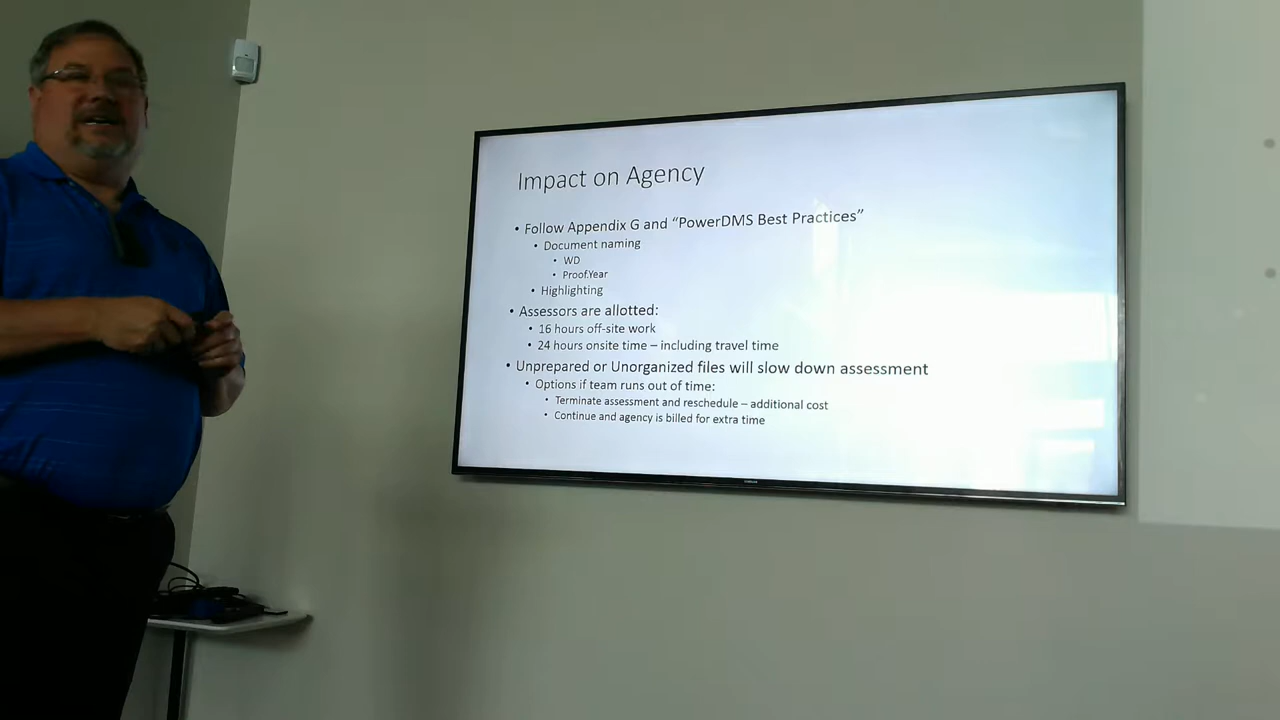 Impact on Agency
• Follow Appendix G and “PowerDMS Best Practices”
• Document naming
• WD
• Proof.Year
• Highlighting
• Assessors are allotted:
• 16 hours off-site work
• 24 hours onsite time – including travel time
• Unprepared or Unorganized files will slow down assessment
• Options if team runs out of time:
• Terminate assessment and reschedule – additional cost
• Continue and agency is billed for extra time